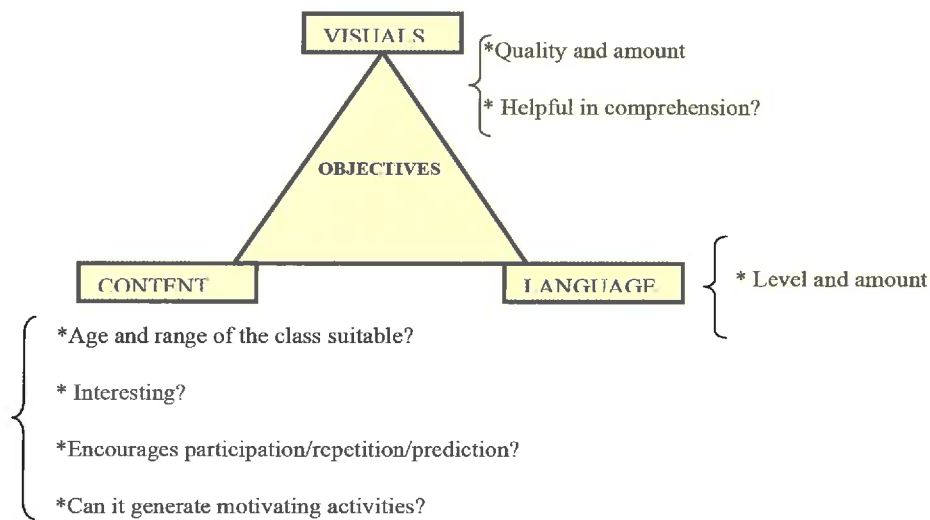 VISUALS
*Quality and amount
* Helpful in comprehension?
OBJECTIVES
CONTENT
LANGUAGE
* Level and amount
*Age and range of the class suitable?
* Interesting?
*Encourages participation/repetition/prediction?
*Can it generate motivating activities?